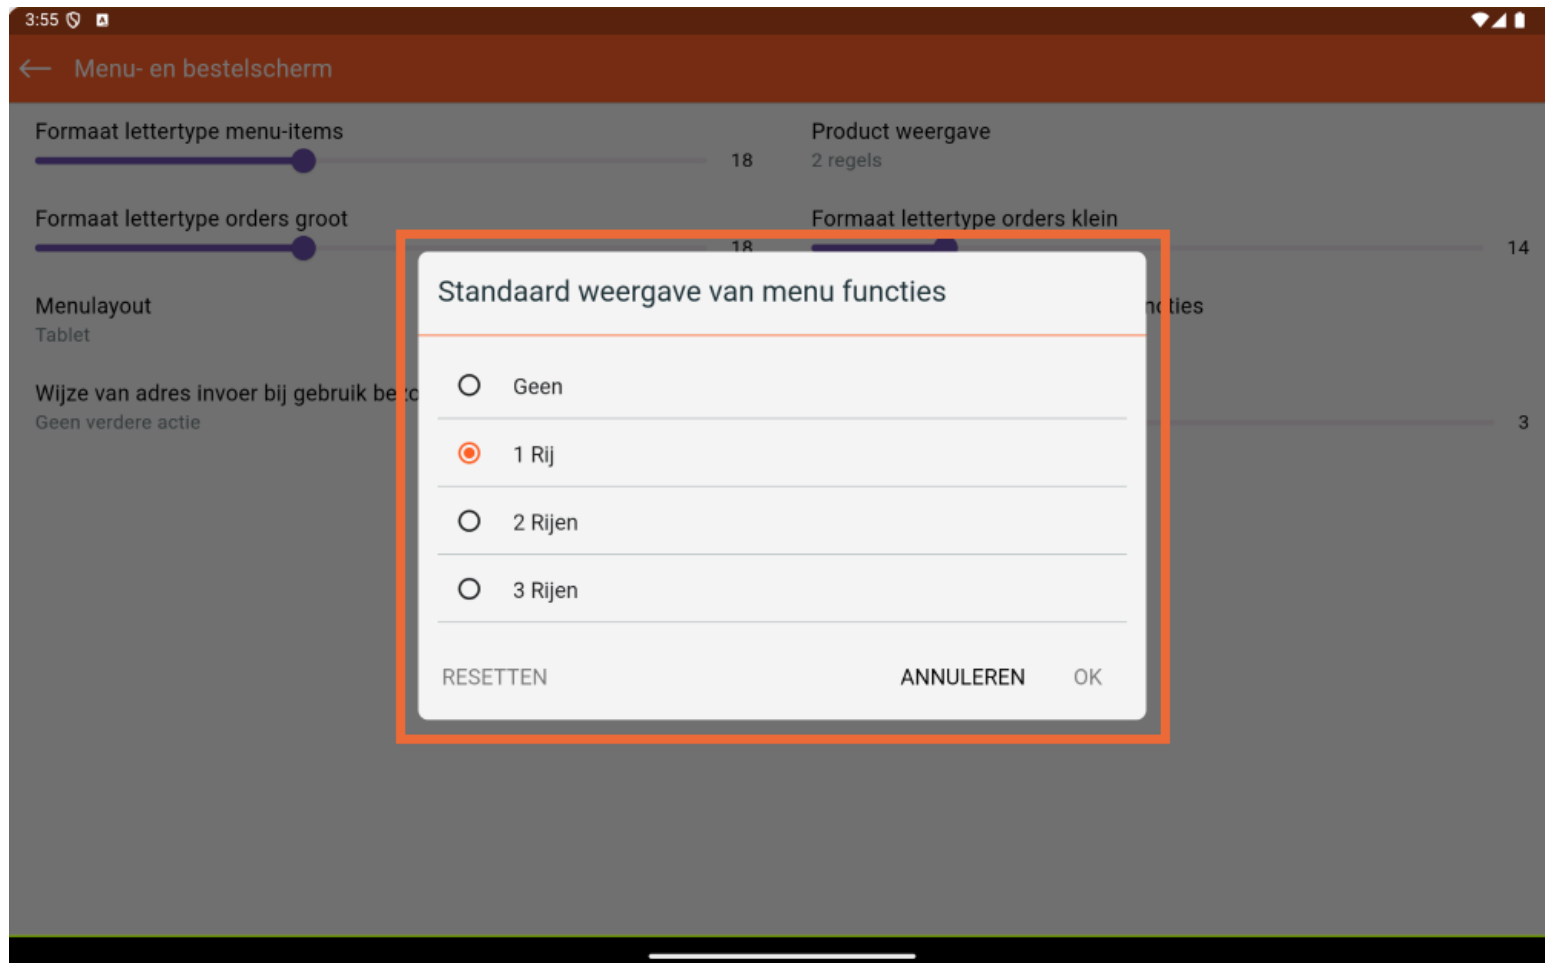 3:55
Menu- en bestelscherm
Formaat lettertype menu-items
18
Product weergave
2 regels
Formaat lettertype orders groot
18
Formaat lettertype orders klein
14
Menulayout
Tablet
Wijze van adres invoer bij gebruik
Geen verdere actie
3
Standaard weergave van menu functies
Geen
1 Rij
2 Rijen
3 Rijen
RESETTEN
ANNULEREN
OK